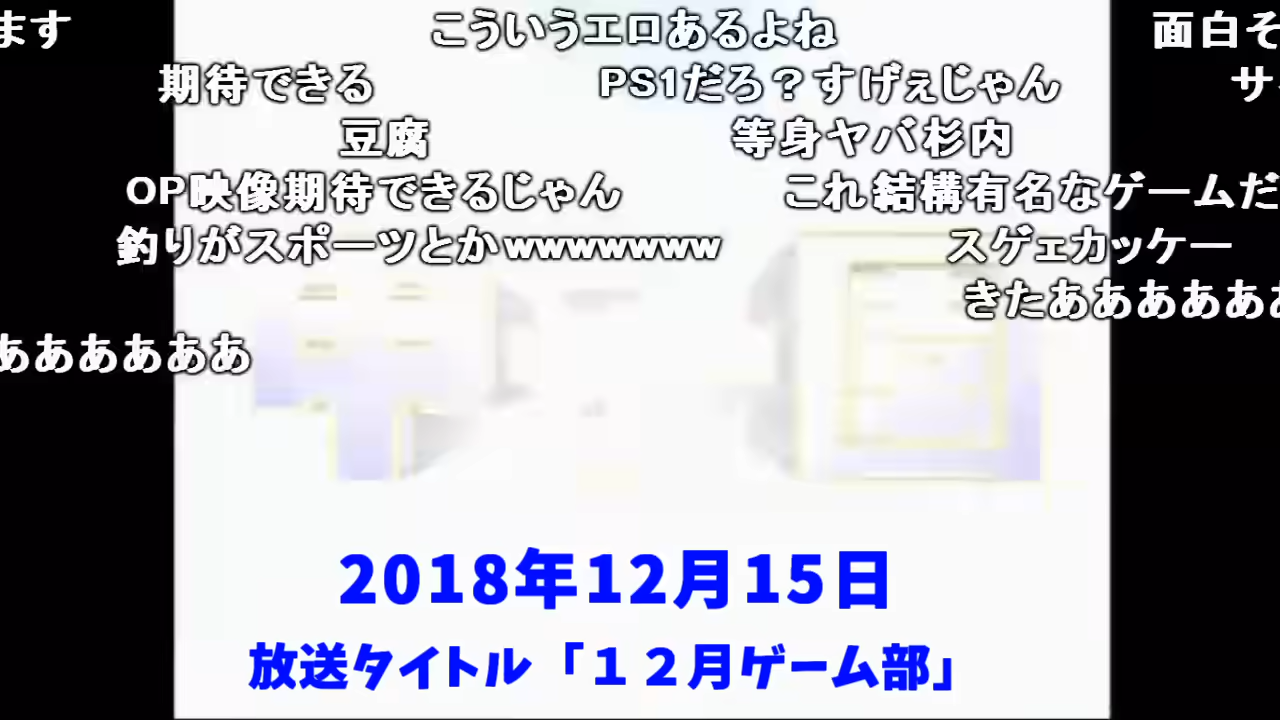 ます
こういうエロあるよね
面白そ
期待できる
PS1だろ？すげぇじゃん
サ
豆腐
等身ヤバ杉内
OP映像期待できるじゃん
これ結構有名なゲームだ
釣りがスポーツとかwwwwwww
スゲェカッケー
きたああああああ
ああああああ
2018年12月15日
放送タイトル「１２月ゲーム部」